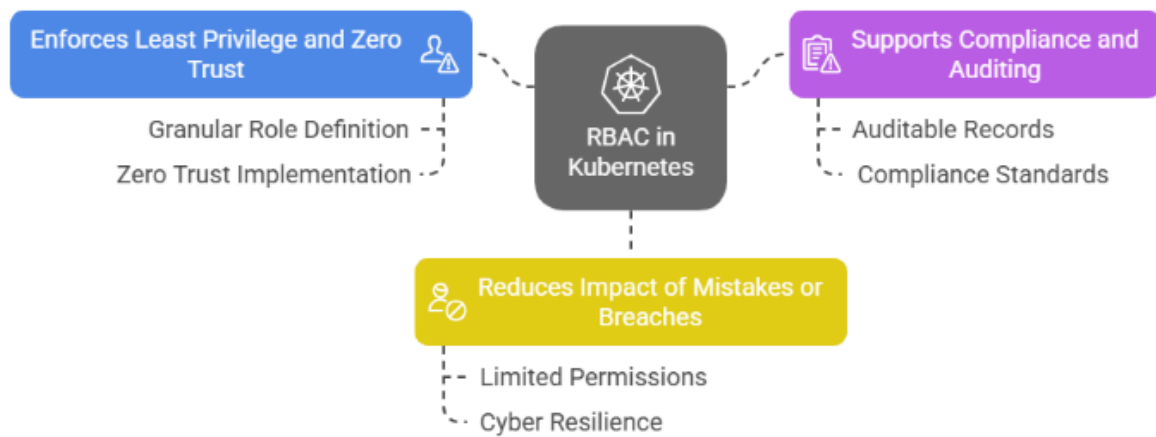 Enforces Least Privilege and Zero
Trust
Granular Role Definition
Zero Trust Implementation
RBAC in
Kubernetes
Supports Compliance and
Auditing
Auditable Records
Compliance Standards
Reduces Impact of Mistakes or
Breaches
Limited Permissions
Cyber Resilience